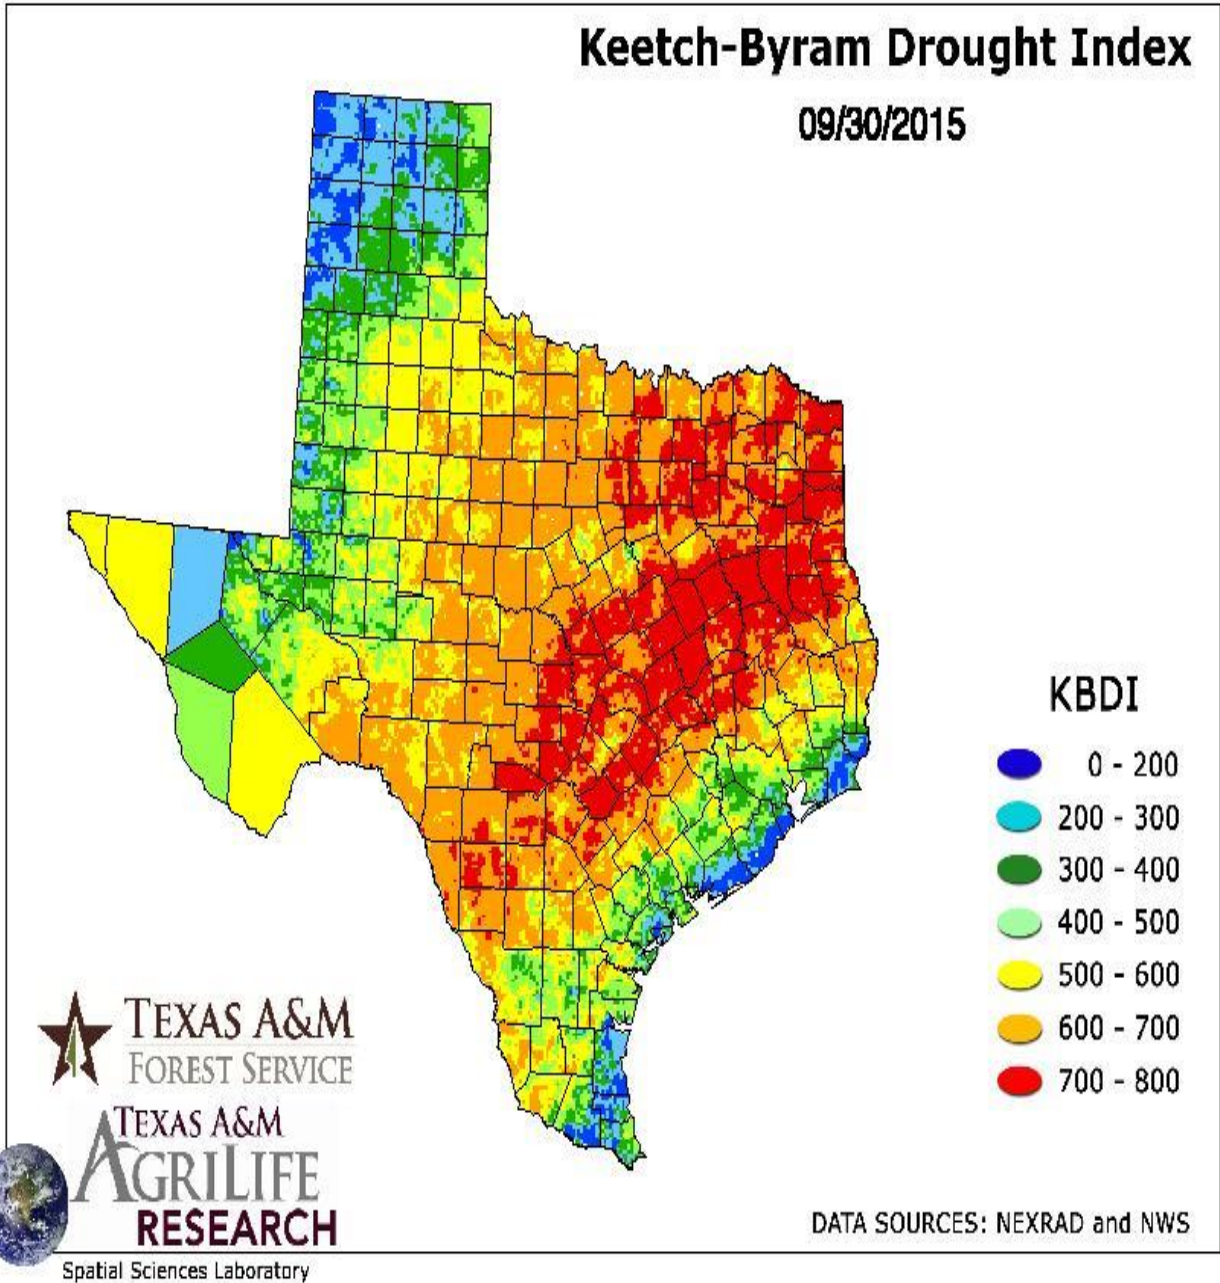 Keetch-Byram Drought Index
09/30/2015
KBDI
0 - 200
200 - 300
300 - 400
400 - 500
500 - 600
600 - 700
700 - 800
TEXAS A&M
FOREST SERVICE
TEXAS A&M
AGRILIFE
RESEARCH
Spatial Sciences Laboratory
DATA SOURCES: NEXRAD and NWS